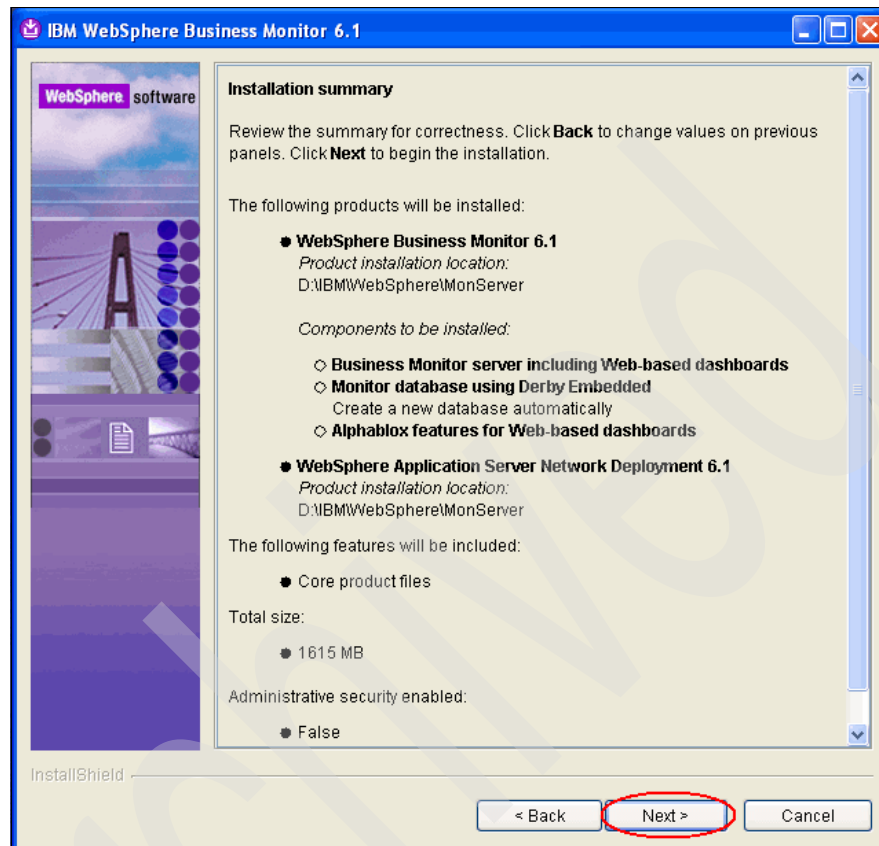 IBM WebSphere Business Monitor 6.1
WebSphere software
Installation summary
Review the summary for correctness. Click Back to change values on previous
panels. Click Next to begin the installation.
The following products will be installed:
WebSphere Business Monitor 6.1
Product installation location:
D:\IBM\WebSphere\MonServer
Components to be installed:
Business Monitor server including Web-based dashboards
Monitor database using Derby Embedded
Create a new database automatically
Alphablox features for Web-based dashboards
WebSphere Application Server Network Deployment 6.1
Product installation location:
D:\IBM\WebSphere\MonServer
The following features will be included:
Core product files
Total size:
1615 MB
Administrative security enabled:
False
InstallShield
< Back Next > Cancel